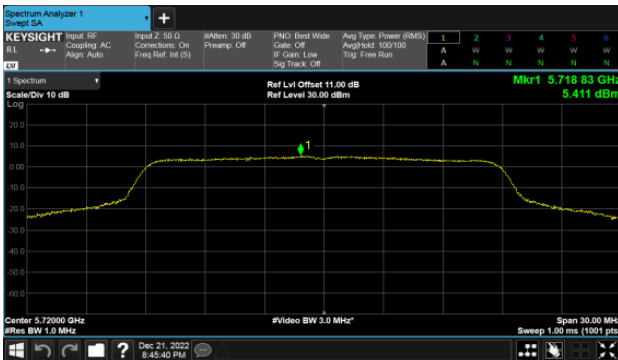 Spectrum Analyzer 1
Swept SA
+
KEYSIGHT Input: RF Input Z: 50 Ω #Atten: 30 dB PNO: Best Wide Avg Type: Power (RMS) 1 2 3 4 5 6
RL Coupling: AC Corrections: On Preamp: Off Gate: Off Avg|Hold: 100/100 A W W W W W
Align: Auto Freq Ref: Int (S) IF Gain: Low Trig: Free Run
LXI Sig Track: Off A N N N N N
1 Spectrum Ref Lvl Offset 11.00 dB Mkr1 5.718 83 GHz
Scale/Div 10 dB Ref Level 30.00 dBm 5.411 dBm
Log
20.0
10.0
1
0.00
-10.0
-20.0
-30.0
-40.0
-50.0
-60.0
Center 5.72000 GHz #Video BW 3.0 MHz* Span 30.00 MHz
#Res BW 1.0 MHz Sweep 1.00 ms (1001 pts)
? Dec 21, 2022
8:45:40 PM